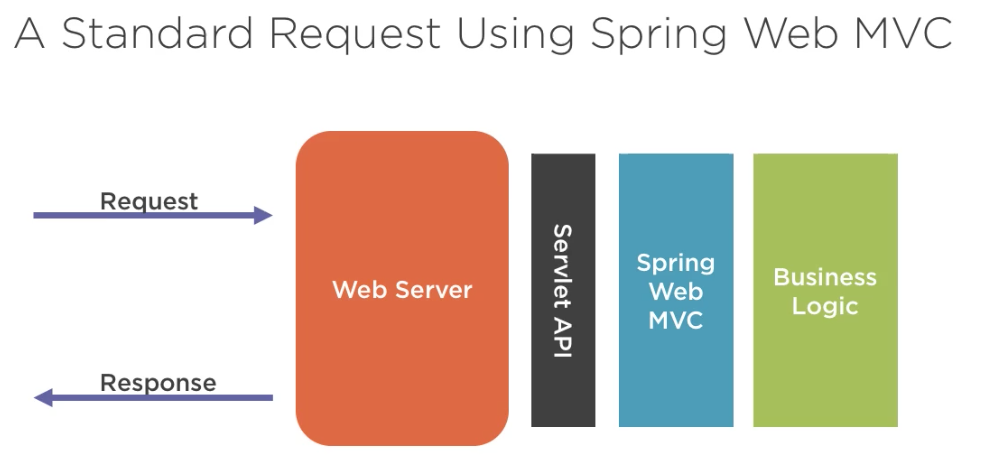 A Standard Request Using Spring Web MVC
Request
Web Server
Servlet API
Spring
Web
MVC
Business
Logic
Response